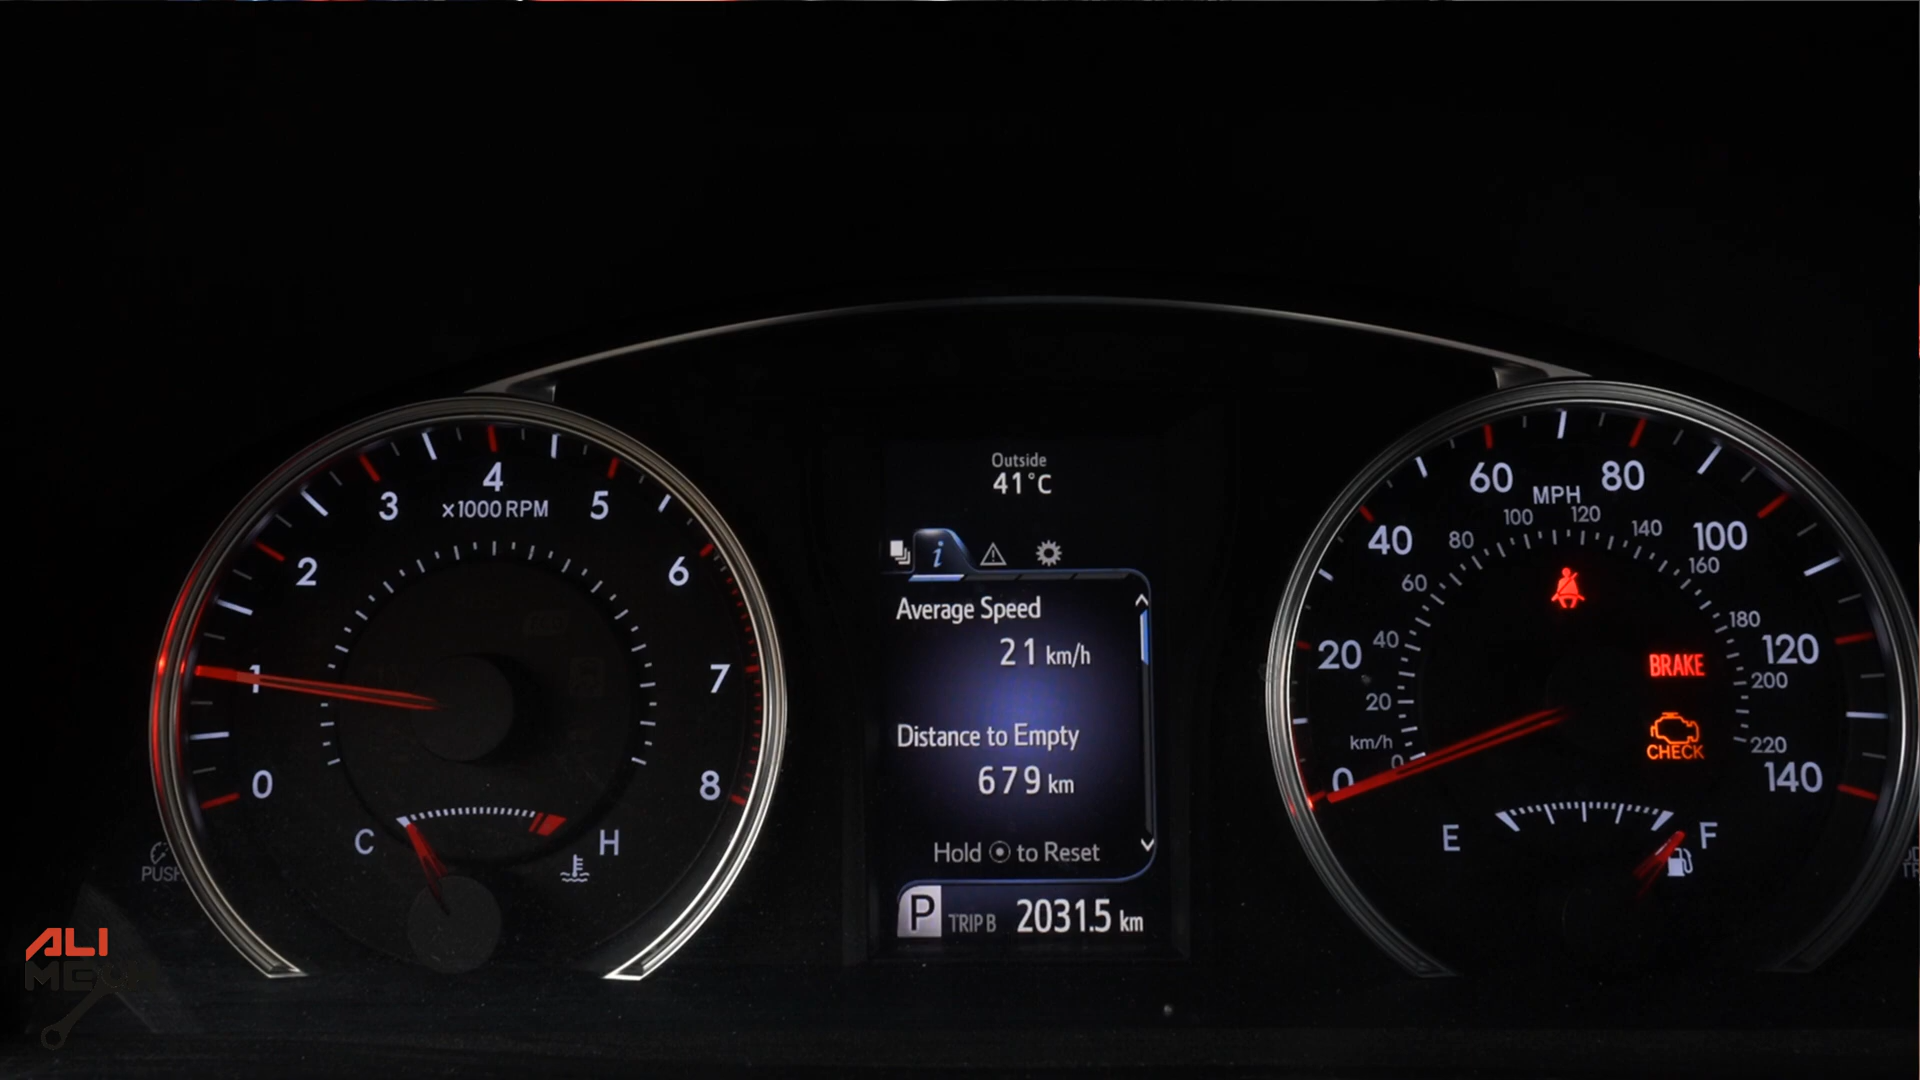 Outside
41°C
4
3
5
x1000 RPM
2
6
1
7
0
8
C
H
PUSH
i
Average Speed
21 km/h
Distance to Empty
679 km
Hold to Reset
P TRIP B 2031.5 km
60
80
MPH
100
120
40
80
140
100
60
160
180
20
40
120
BRAKE
200
20
km/h
CHECK
220
0
0
140
E
F
ALI